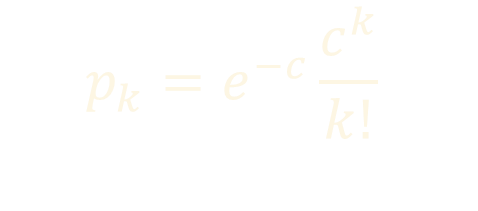 p_k = e^{-c} \frac{c^k}{k!}